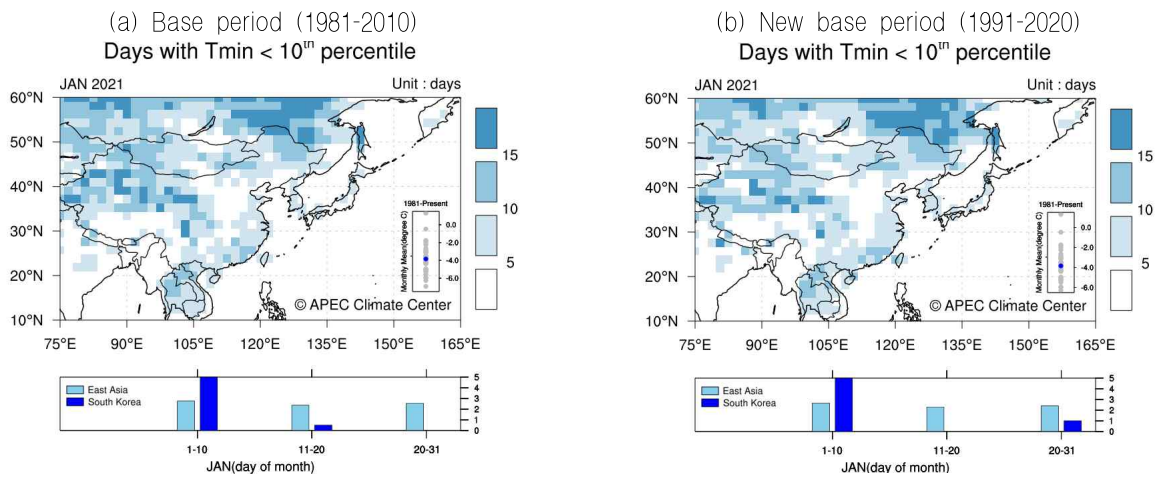 (a) Base period (1981-2010)
Days with Tmin < 10th percentile
JAN 2021 Unit : days
60°N
50°N
40°N
30°N
20°N
10°N
75°E 90°E 105°E 120°E 135°E 150°E 165°E
15
10
5
1981-Present
Monthly Mean(degree C)
0.0
-2.0
-4.0
-6.0
© APEC Climate Center
East Asia
South Korea
5
4
3
2
1
0
1-10 11-20 20-31
JAN(day of month)
(b) New base period (1991-2020)
Days with Tmin < 10th percentile
JAN 2021 Unit : days
60°N
50°N
40°N
30°N
20°N
10°N
75°E 90°E 105°E 120°E 135°E 150°E 165°E
15
10
5
1981-Present
Monthly Mean(degree C)
0.0
-2.0
-4.0
-6.0
© APEC Climate Center
East Asia
South Korea
5
4
3
2
1
0
1-10 11-20 20-31
JAN(day of month)